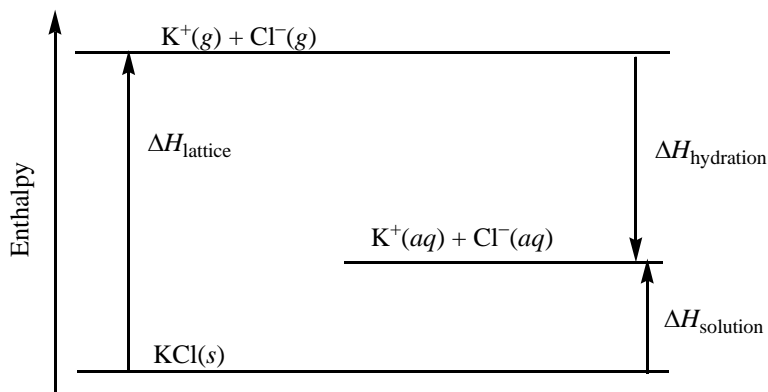 K⁺(g) + Cl⁻(g)
ΔH_lattice
ΔH_hydration
Enthalpy
K⁺(aq) + Cl⁻(aq)
ΔH_solution
KCl(s)